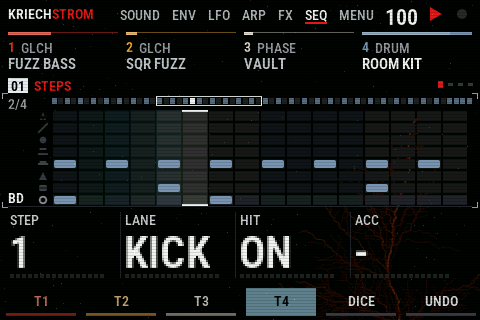 KRIECHSTROM SOUND ENV LFO ARP FX SEQ MENU 100
1 GLCH 2 GLCH 3 PHASE 4 DRUM
FUZZ BASS SQR FUZZ VAULT ROOM KIT
01 STEPS
2/4
BD
STEP LANE HIT ACC
1 KICK ON -
T1 T2 T3 T4 DICE UNDO